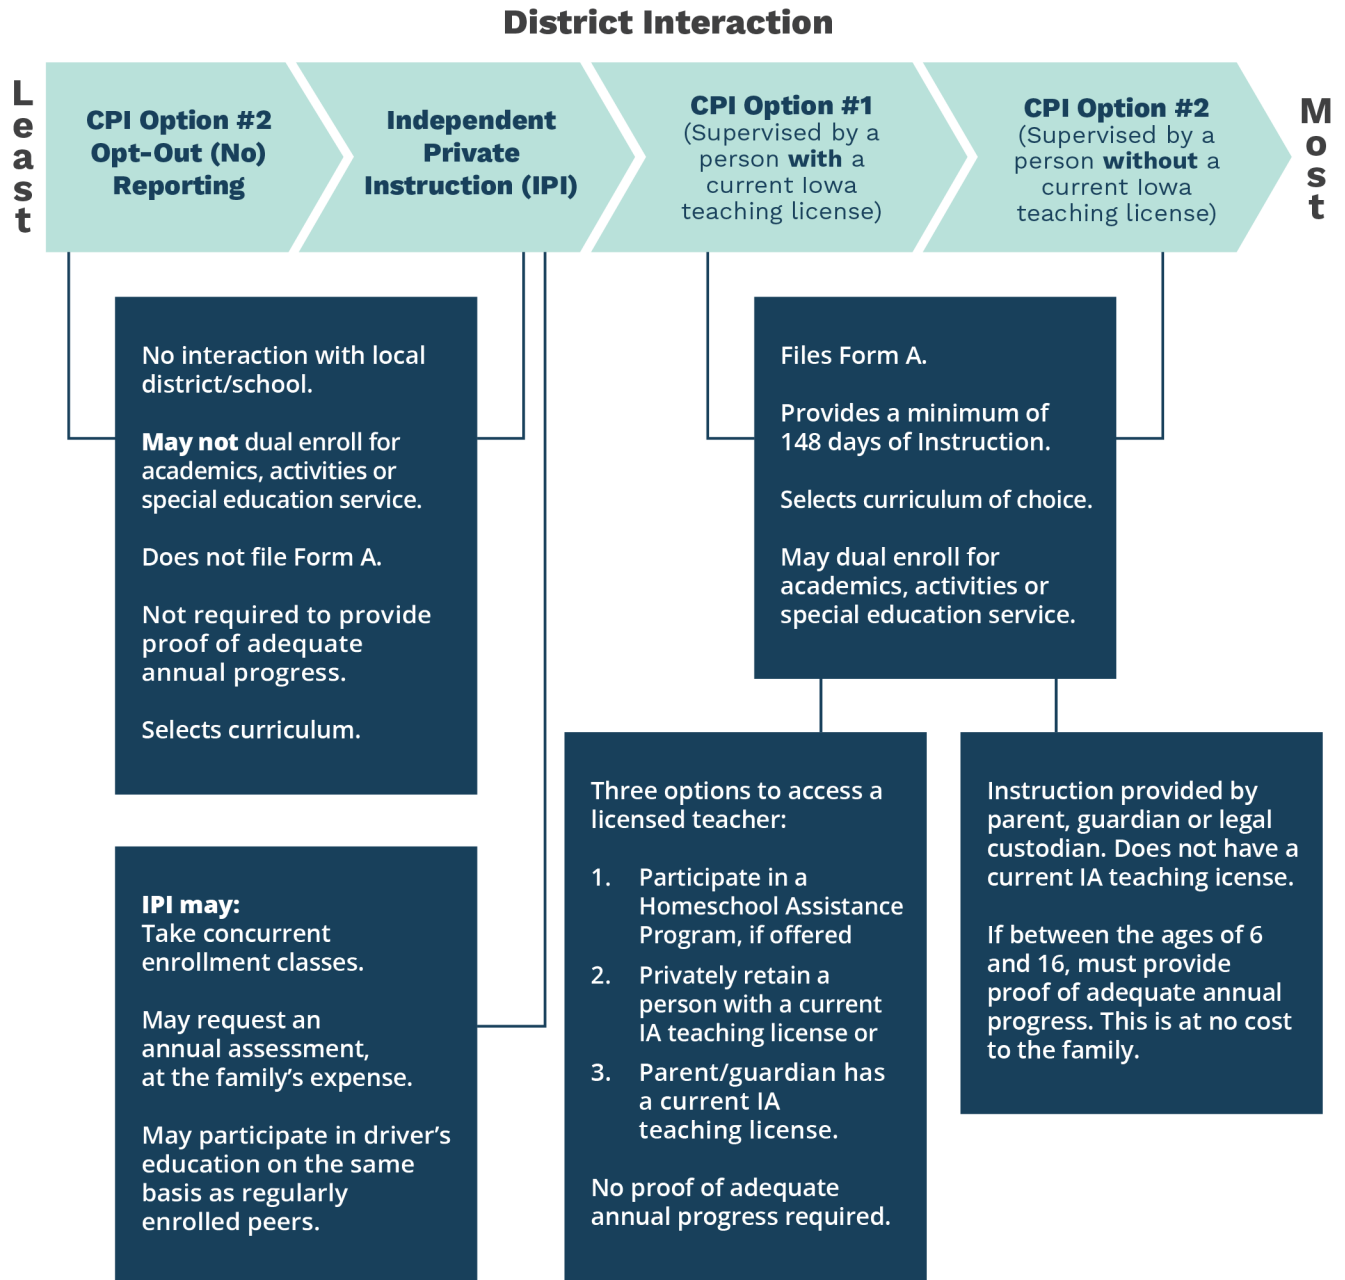 District Interaction
Least
CPI Option #2
Opt-Out (No)
Reporting
Independent
Private
Instruction (IPI)
CPI Option #1
(Supervised by a
person with a
current Iowa
teaching license)
CPI Option #2
(Supervised by a
person without a
current Iowa
teaching license)
Most
No interaction with local
district/school.
May not dual enroll for
academics, activities or
special education service.
Does not file Form A.
Not required to provide
proof of adequate
annual progress.
Selects curriculum.
IPI may:
Take concurrent
enrollment classes.
May request an
annual assessment,
at the family’s expense.
May participate in driver’s
education on the same
basis as regularly
enrolled peers.
Files Form A.
Provides a minimum of
148 days of Instruction.
Selects curriculum of choice.
May dual enroll for
academics, activities or
special education service.
Three options to access a
licensed teacher:
1. Participate in a
Homeschool Assistance
Program, if offered
2. Privately retain a
person with a current
IA teaching license or
3. Parent/guardian has
a current IA
teaching license.
No proof of adequate
annual progress required.
Instruction provided by
parent, guardian or legal
custodian. Does not have a
current IA teaching icense.
If between the ages of 6
and 16, must provide
proof of adequate annual
progress. This is at no cost
to the family.